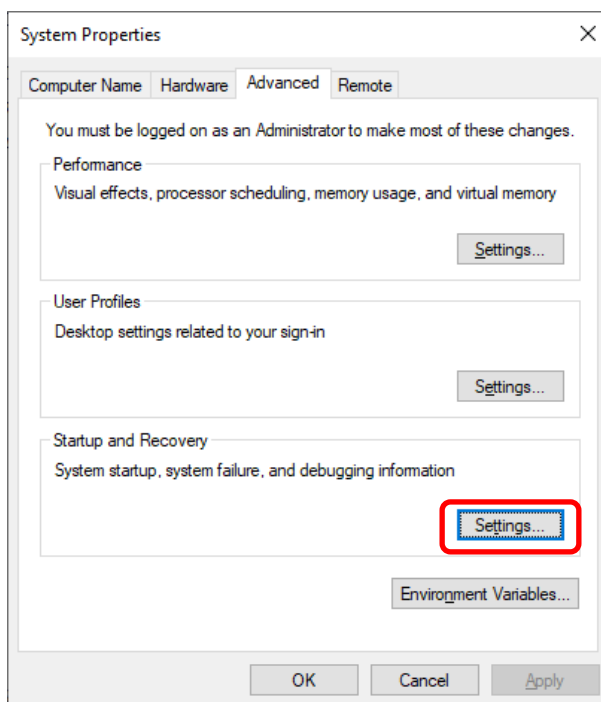 System Properties
Computer Name Hardware Advanced Remote
You must be logged on as an Administrator to make most of these changes.
Performance
Visual effects, processor scheduling, memory usage, and virtual memory
Settings...
User Profiles
Desktop settings related to your sign-in
Settings...
Startup and Recovery
System startup, system failure, and debugging information
Settings...
Environment Variables...
OK Cancel Apply